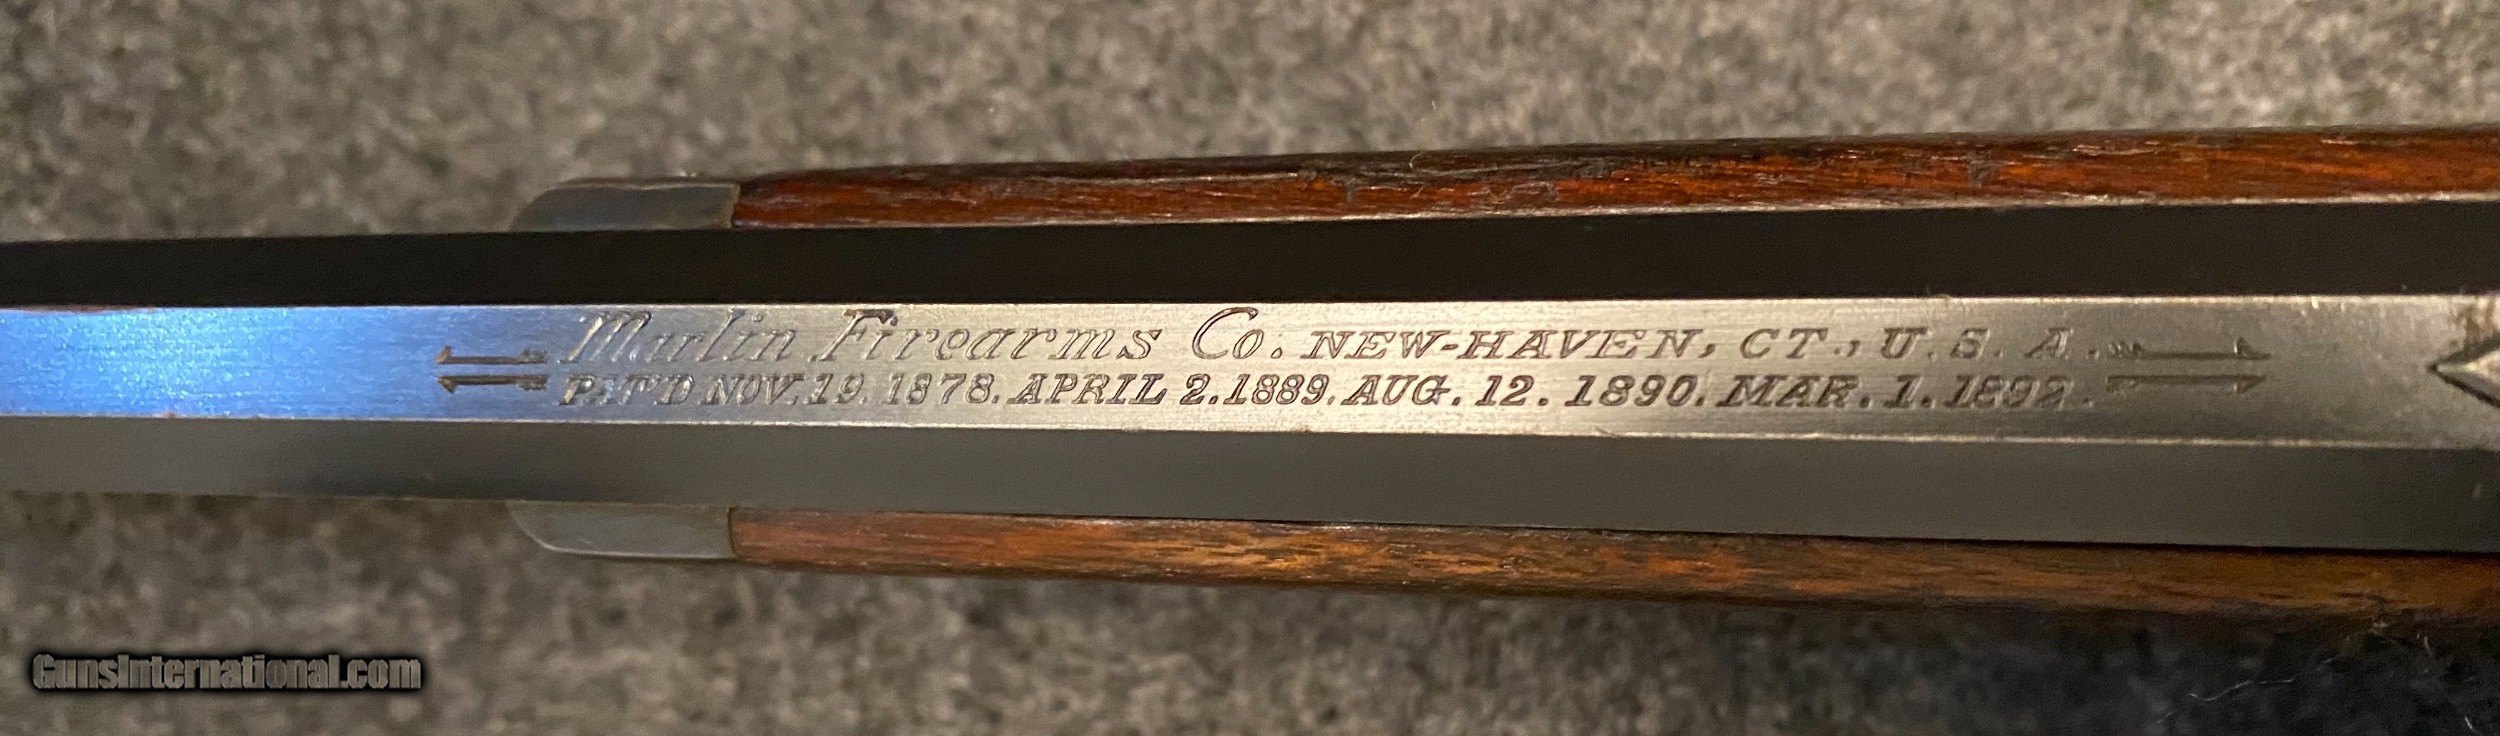 Marlin Firearms Co. NEW-HAVEN, CT., U.S.A.
PAT'D NOV. 19. 1878. APRIL 2. 1889. AUG. 12. 1890. MAR. 1. 1892.
GunsInternational.com